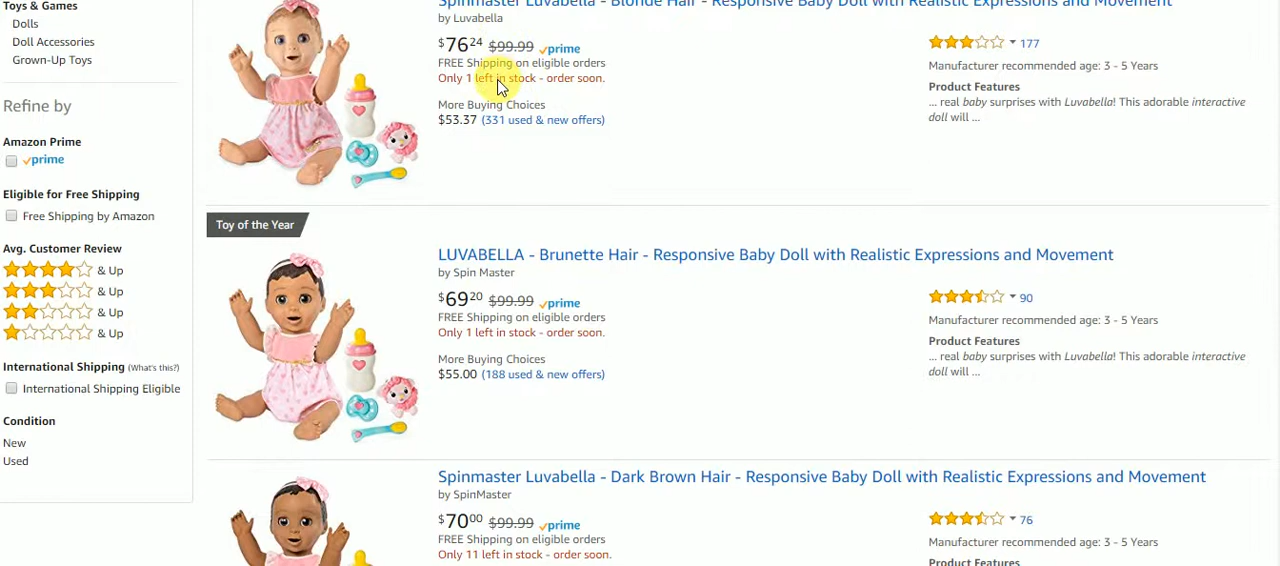 Toys & Games
Dolls
Doll Accessories
Grown-Up Toys
Refine by
Amazon Prime
prime
Eligible for Free Shipping
Free Shipping by Amazon
Avg. Customer Review
& Up
& Up
& Up
& Up
International Shipping (What's this?)
International Shipping Eligible
Condition
New
Used
Spinmaster Luvabella - Blonde Hair - Responsive Baby Doll with Realistic Expressions and Movement
by Luvabella
$76 24 $99.99 prime
FREE Shipping on eligible orders
Only 1 left in stock - order soon.
More Buying Choices
$53.37 (331 used & new offers)
177
Manufacturer recommended age: 3 - 5 Years
Product Features
... real baby surprises with Luvabella! This adorable interactive
doll will ...
Toy of the Year
LUVABELLA - Brunette Hair - Responsive Baby Doll with Realistic Expressions and Movement
by Spin Master
$69 20 $99.99 prime
FREE Shipping on eligible orders
Only 1 left in stock - order soon.
More Buying Choices
$55.00 (188 used & new offers)
90
Manufacturer recommended age: 3 - 5 Years
Product Features
... real baby surprises with Luvabella! This adorable interactive
doll will ...
Spinmaster Luvabella - Dark Brown Hair - Responsive Baby Doll with Realistic Expressions and Movement
by SpinMaster
$70 00 $99.99 prime
FREE Shipping on eligible orders
Only 11 left in stock - order soon.
76
Manufacturer recommended age: 3 - 5 Years
Product Features